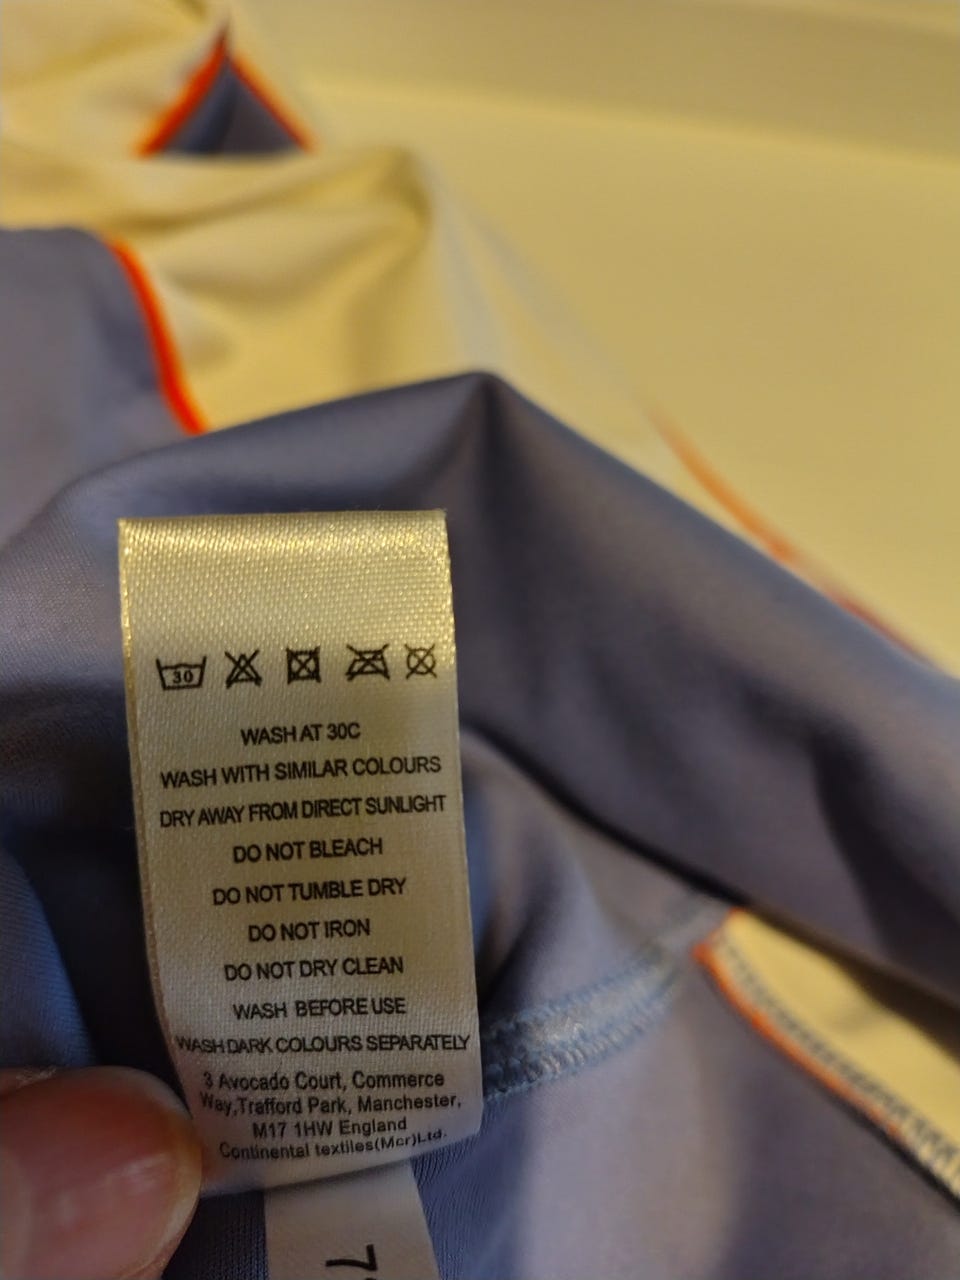 30
WASH AT 30C
WASH WITH SIMILAR COLOURS
DRY AWAY FROM DIRECT SUNLIGHT
DO NOT BLEACH
DO NOT TUMBLE DRY
DO NOT IRON
DO NOT DRY CLEAN
WASH BEFORE USE
WASH DARK COLOURS SEPARATELY
3 Avocado Court, Commerce
Way,Trafford Park, Manchester,
M17 1HW England
Continental textiles(Mcr)Ltd.